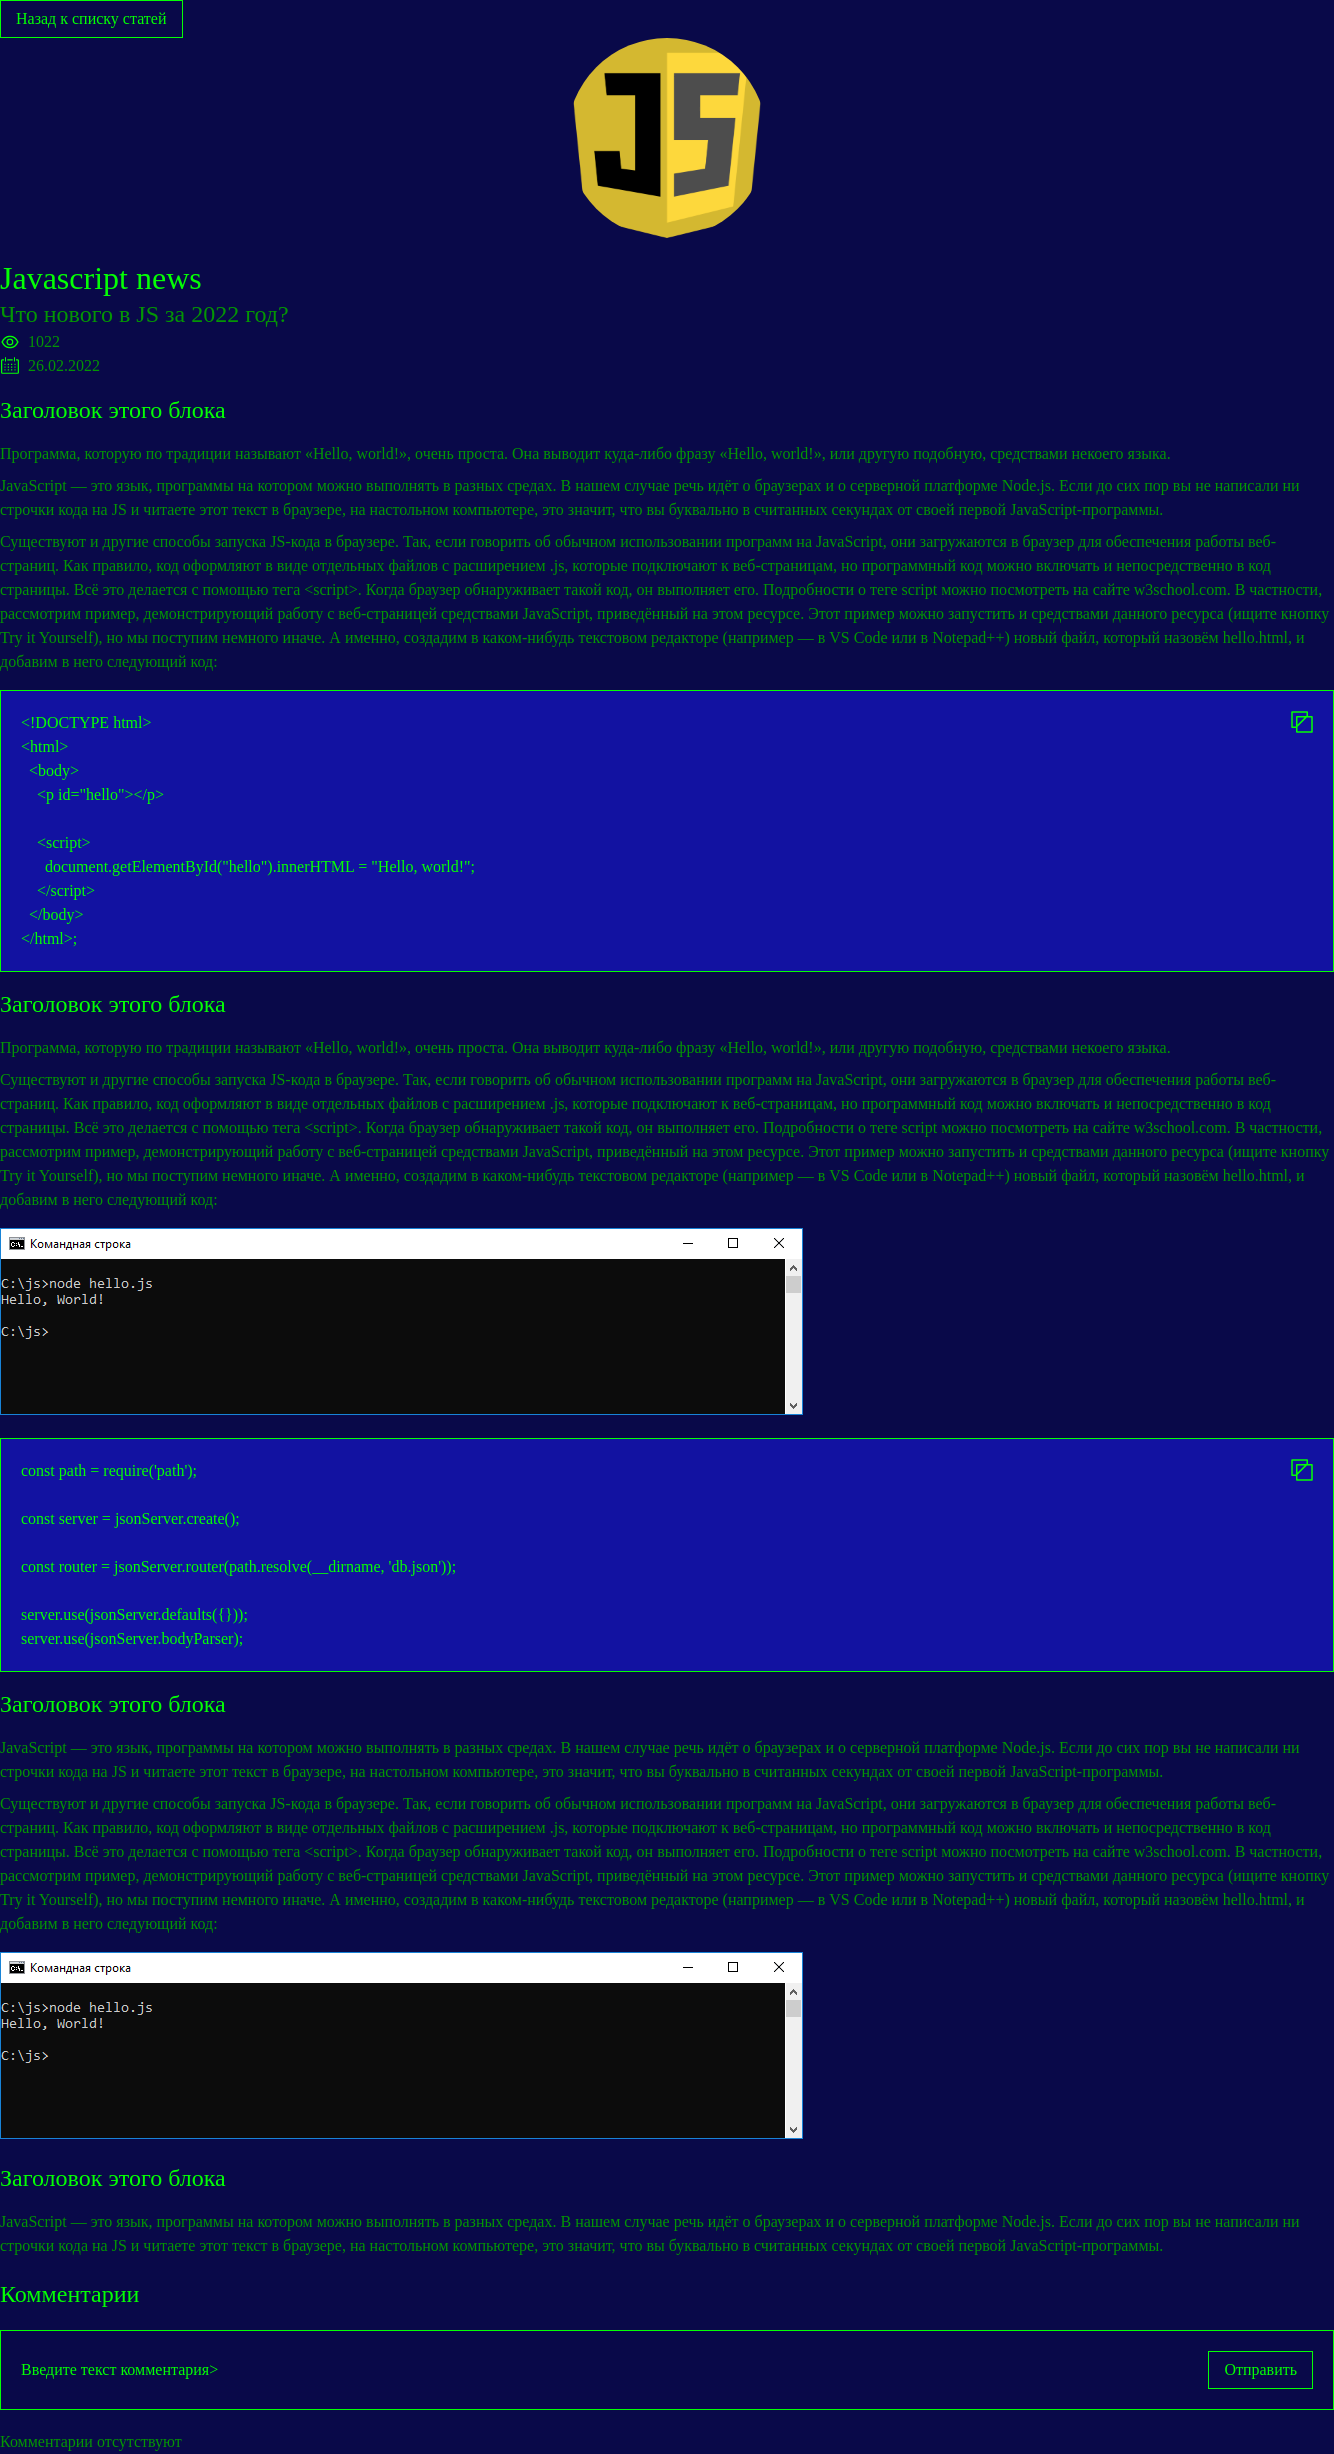 Назад к списку статей
JS
Javascript news
Что нового в JS за 2022 год?
1022
26.02.2022
Заголовок этого блока
Программа, которую по традиции называют «Hello, world!», очень проста. Она выводит куда-либо фразу «Hello, world!», или другую подобную, средствами некоего языка.
JavaScript — это язык, программы на котором можно выполнять в разных средах. В нашем случае речь идёт о браузерах и о серверной платформе Node.js. Если до сих пор вы не написали ни
строчки кода на JS и читаете этот текст в браузере, на настольном компьютере, это значит, что вы буквально в считанных секундах от своей первой JavaScript-программы.
Существуют и другие способы запуска JS-кода в браузере. Так, если говорить об обычном использовании программ на JavaScript, они загружаются в браузер для обеспечения работы веб-
страниц. Как правило, код оформляют в виде отдельных файлов с расширением .js, которые подключают к веб-страницам, но программный код можно включать и непосредственно в код
страницы. Всё это делается с помощью тега <script>. Когда браузер обнаруживает такой код, он выполняет его. Подробности о теге script можно посмотреть на сайте w3school.com. В частности,
рассмотрим пример, демонстрирующий работу с веб-страницей средствами JavaScript, приведённый на этом ресурсе. Этот пример можно запустить и средствами данного ресурса (ищите кнопку
Try it Yourself), но мы поступим немного иначе. А именно, создадим в каком-нибудь текстовом редакторе (например — в VS Code или в Notepad++) новый файл, который назовём hello.html, и
добавим в него следующий код:
<!DOCTYPE html>
<html>
<body>
<p id="hello"></p>
<script>
document.getElementById("hello").innerHTML = "Hello, world!";
</script>
</body>
</html>;
Заголовок этого блока
Программа, которую по традиции называют «Hello, world!», очень проста. Она выводит куда-либо фразу «Hello, world!», или другую подобную, средствами некоего языка.
Существуют и другие способы запуска JS-кода в браузере. Так, если говорить об обычном использовании программ на JavaScript, они загружаются в браузер для обеспечения работы веб-
страниц. Как правило, код оформляют в виде отдельных файлов с расширением .js, которые подключают к веб-страницам, но программный код можно включать и непосредственно в код
страницы. Всё это делается с помощью тега <script>. Когда браузер обнаруживает такой код, он выполняет его. Подробности о теге script можно посмотреть на сайте w3school.com. В частности,
рассмотрим пример, демонстрирующий работу с веб-страницей средствами JavaScript, приведённый на этом ресурсе. Этот пример можно запустить и средствами данного ресурса (ищите кнопку
Try it Yourself), но мы поступим немного иначе. А именно, создадим в каком-нибудь текстовом редакторе (например — в VS Code или в Notepad++) новый файл, который назовём hello.html, и
добавим в него следующий код:
Командная строка
C:\js>node hello.js
Hello, World!
C:\js>
const path = require('path');
const server = jsonServer.create();
const router = jsonServer.router(path.resolve(__dirname, 'db.json'));
server.use(jsonServer.defaults({}));
server.use(jsonServer.bodyParser);
Заголовок этого блока
JavaScript — это язык, программы на котором можно выполнять в разных средах. В нашем случае речь идёт о браузерах и о серверной платформе Node.js. Если до сих пор вы не написали ни
строчки кода на JS и читаете этот текст в браузере, на настольном компьютере, это значит, что вы буквально в считанных секундах от своей первой JavaScript-программы.
Существуют и другие способы запуска JS-кода в браузере. Так, если говорить об обычном использовании программ на JavaScript, они загружаются в браузер для обеспечения работы веб-
страниц. Как правило, код оформляют в виде отдельных файлов с расширением .js, которые подключают к веб-страницам, но программный код можно включать и непосредственно в код
страницы. Всё это делается с помощью тега <script>. Когда браузер обнаруживает такой код, он выполняет его. Подробности о теге script можно посмотреть на сайте w3school.com. В частности,
рассмотрим пример, демонстрирующий работу с веб-страницей средствами JavaScript, приведённый на этом ресурсе. Этот пример можно запустить и средствами данного ресурса (ищите кнопку
Try it Yourself), но мы поступим немного иначе. А именно, создадим в каком-нибудь текстовом редакторе (например — в VS Code или в Notepad++) новый файл, который назовём hello.html, и
добавим в него следующий код:
Командная строка
C:\js>node hello.js
Hello, World!
C:\js>
Заголовок этого блока
JavaScript — это язык, программы на котором можно выполнять в разных средах. В нашем случае речь идёт о браузерах и о серверной платформе Node.js. Если до сих пор вы не написали ни
строчки кода на JS и читаете этот текст в браузере, на настольном компьютере, это значит, что вы буквально в считанных секундах от своей первой JavaScript-программы.
Комментарии
Введите текст комментария>
Отправить
Комментарии отсутствуют